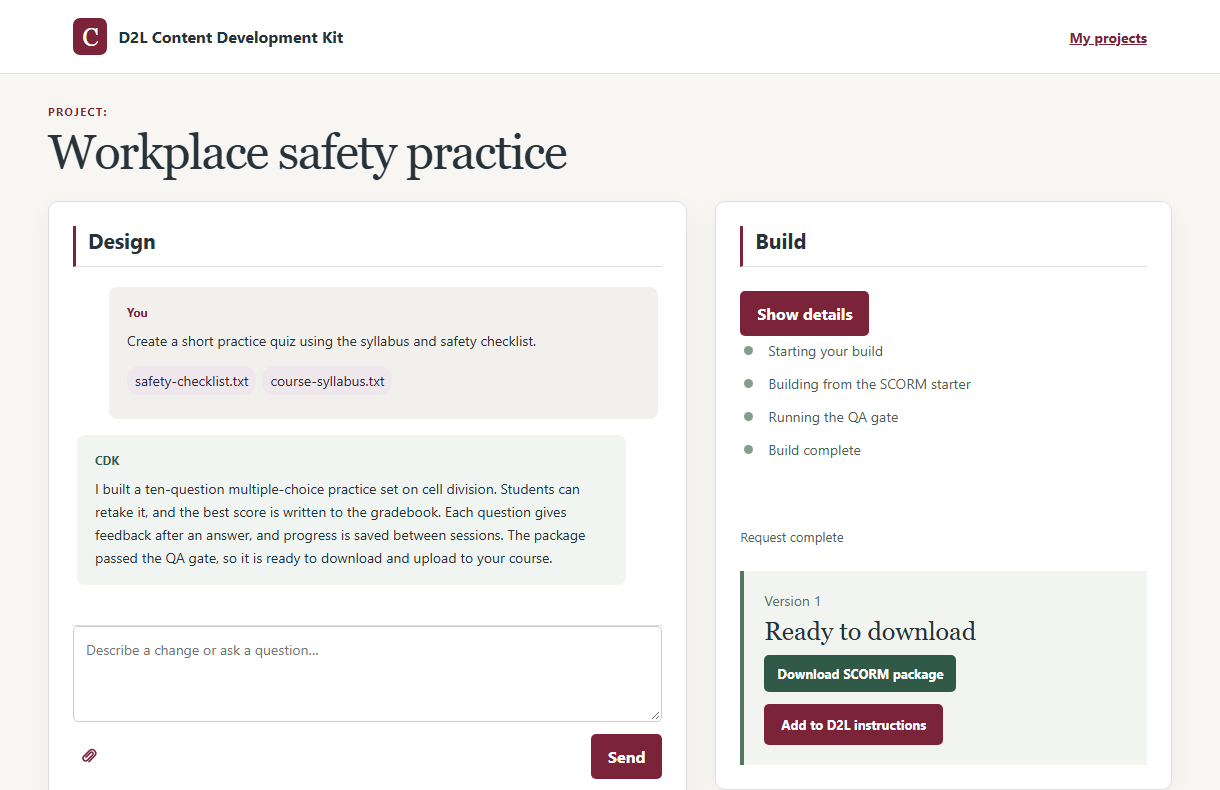 C D2L Content Development Kit
My projects
PROJECT:
Workplace safety practice
Design
You
Create a short practice quiz using the syllabus and safety checklist.
safety-checklist.txt course-syllabus.txt
CDK
I built a ten-question multiple-choice practice set on cell division. Students can
retake it, and the best score is written to the gradebook. Each question gives
feedback after an answer, and progress is saved between sessions. The package
passed the QA gate, so it is ready to download and upload to your course.
Describe a change or ask a question...
Send
Build
Show details
Starting your build
Building from the SCORM starter
Running the QA gate
Build complete
Request complete
Version 1
Ready to download
Download SCORM package
Add to D2L instructions